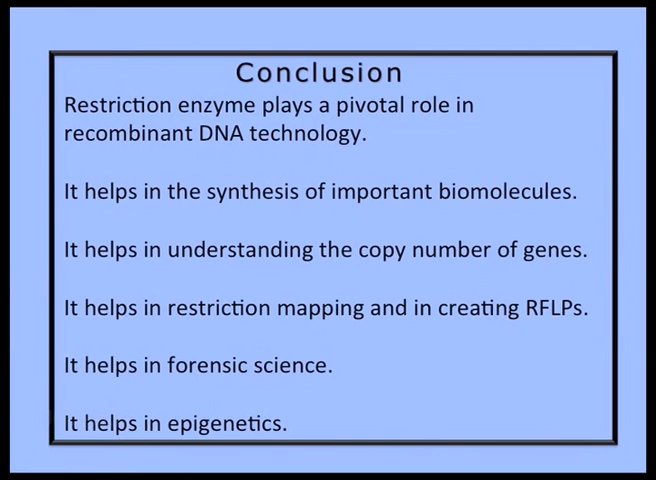 Conclusion
Restriction enzyme plays a pivotal role in
recombinant DNA technology.
It helps in the synthesis of important biomolecules.
It helps in understanding the copy number of genes.
It helps in restriction mapping and in creating RFLPs.
It helps in forensic science.
It helps in epigenetics.